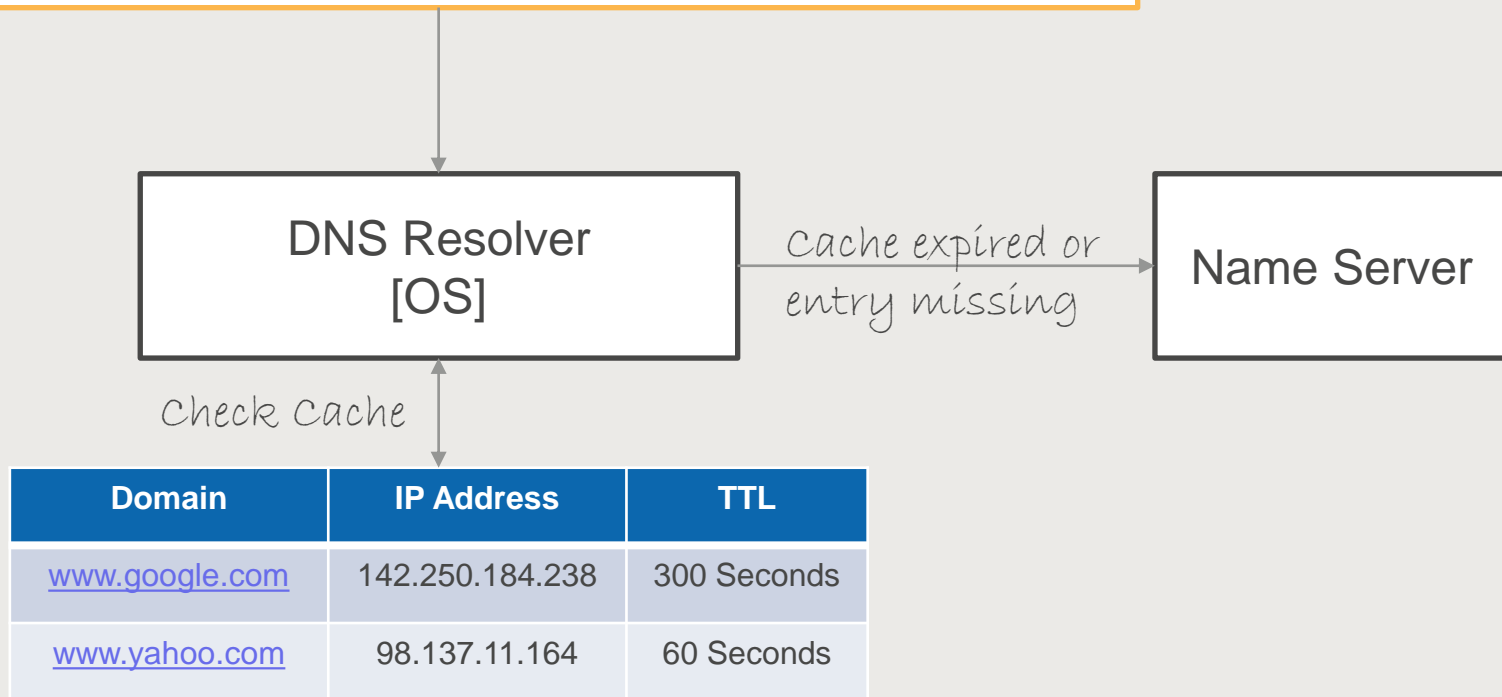 DNS Resolver
[OS]
Cache expired or
entry missing
Name Server
Check Cache
Domain IP Address TTL
www.google.com 142.250.184.238 300 Seconds
www.yahoo.com 98.137.11.164 60 Seconds